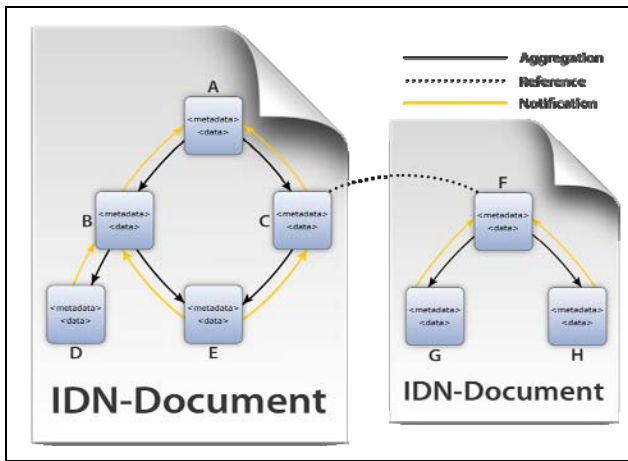 Aggregation
Reference
Notification
A
<metadata>
<data>
B
<metadata>
<data>
C
<metadata>
<data>
F
<metadata>
<data>
D
<metadata>
<data>
E
<metadata>
<data>
G
<metadata>
<data>
H
<metadata>
<data>
IDN-Document
IDN-Document